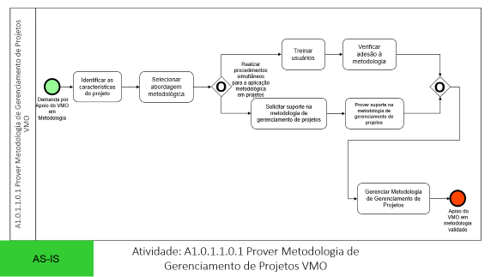 A1.0.1.1.0.1 Prover Metodologia de Gerenciamento de Projetos
VMO
Demanda por
Apoio do VMO
em
Metodologia
Identificar as
características
do projeto
Selecionar
abordagem
metodológica
Realizar
procedimentos
simultâneos
para a aplicação
metodológica
em projetos
Treinar
usuários
Verificar
adesão à
metodologia
Solicitar suporte na
metodologia de
gerenciamento de projetos
Prover suporte na
metodologia de
gerenciamento de
projetos
Gerenciar Metodologia
de Gerenciamento de
Projetos
Apoio do
VMO em
metodologia
validado
AS-IS
Atividade: A1.0.1.1.0.1 Prover Metodologia de
Gerenciamento de Projetos VMO